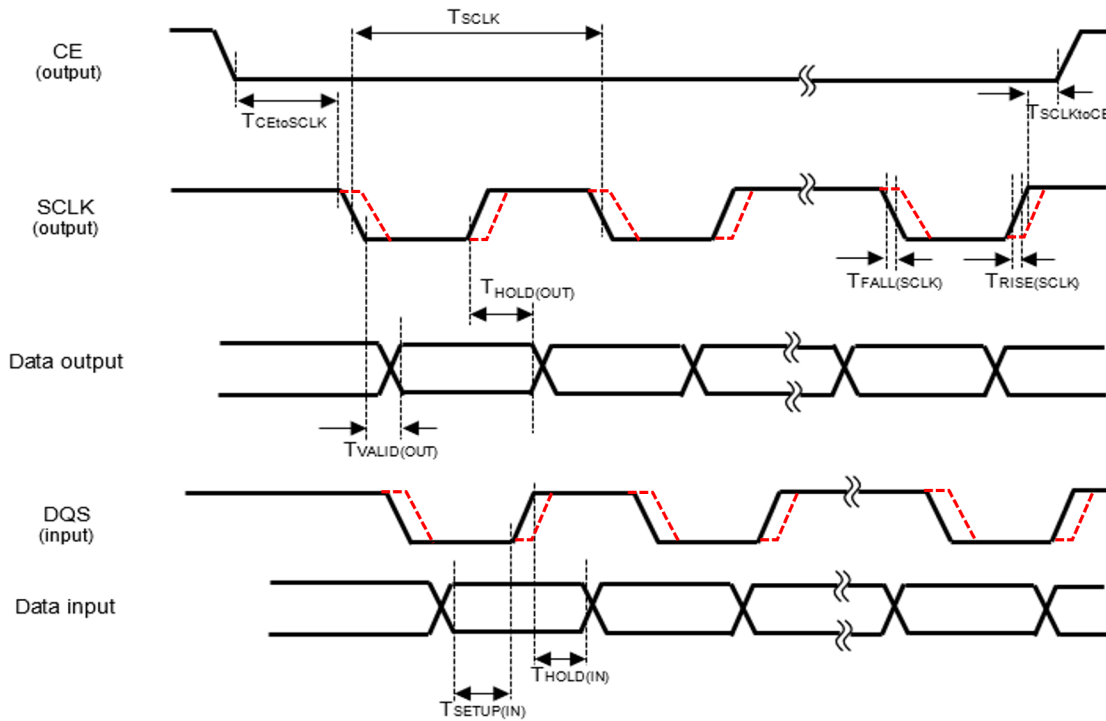 TSCLK
CE
(output)
TCEtoSCLK
TSCLKtoCE
SCLK
(output)
TFALL(SCLK)
TRISE(SCLK)
THOLD(OUT)
Data output
TVALID(OUT)
DQS
(input)
Data input
THOLD(IN)
TSETUP(IN)